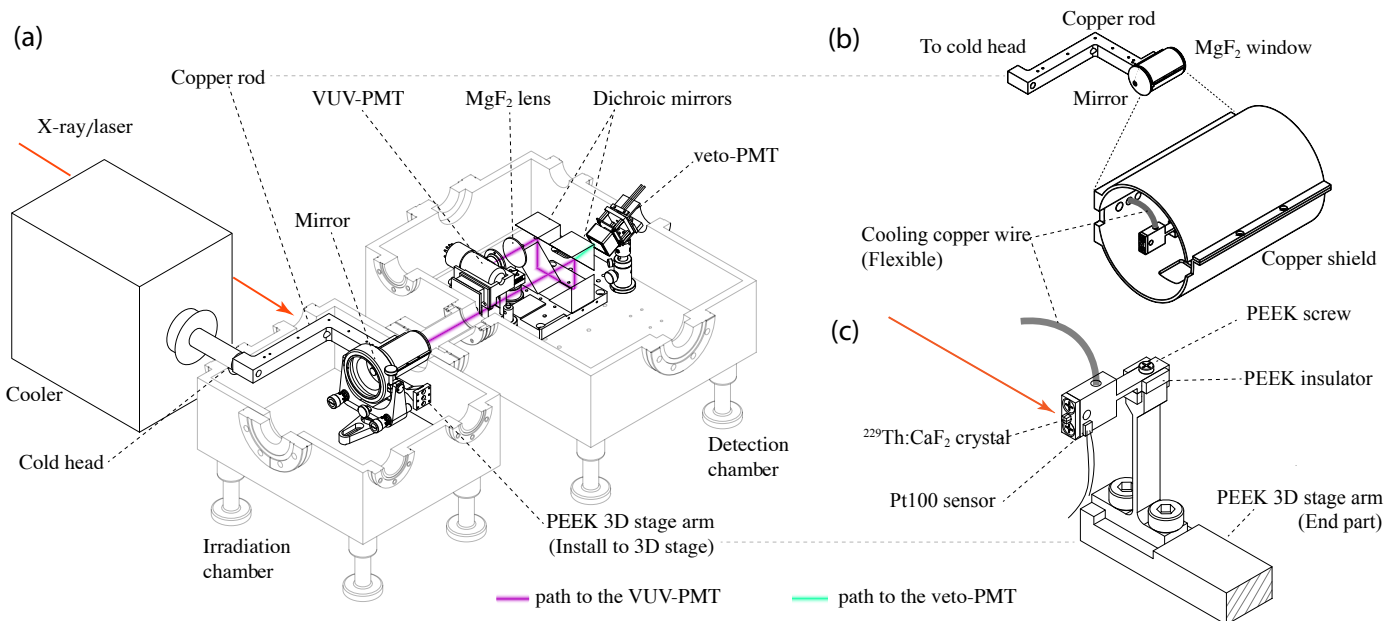 (a)
Copper rod
VUV-PMT
MgF₂ lens
Dichroic mirrors
X-ray/laser
veto-PMT
Mirror
Cooler
Cold head
Detection
chamber
PEEK 3D stage arm
(Install to 3D stage)
Irradiation
chamber
path to the VUV-PMT
path to the veto-PMT
(b)
Copper rod
To cold head
MgF₂ window
Mirror
Cooling copper wire
(Flexible)
Copper shield
(c)
PEEK screw
PEEK insulator
²²⁹Th:CaF₂ crystal
Pt100 sensor
PEEK 3D stage arm
(End part)